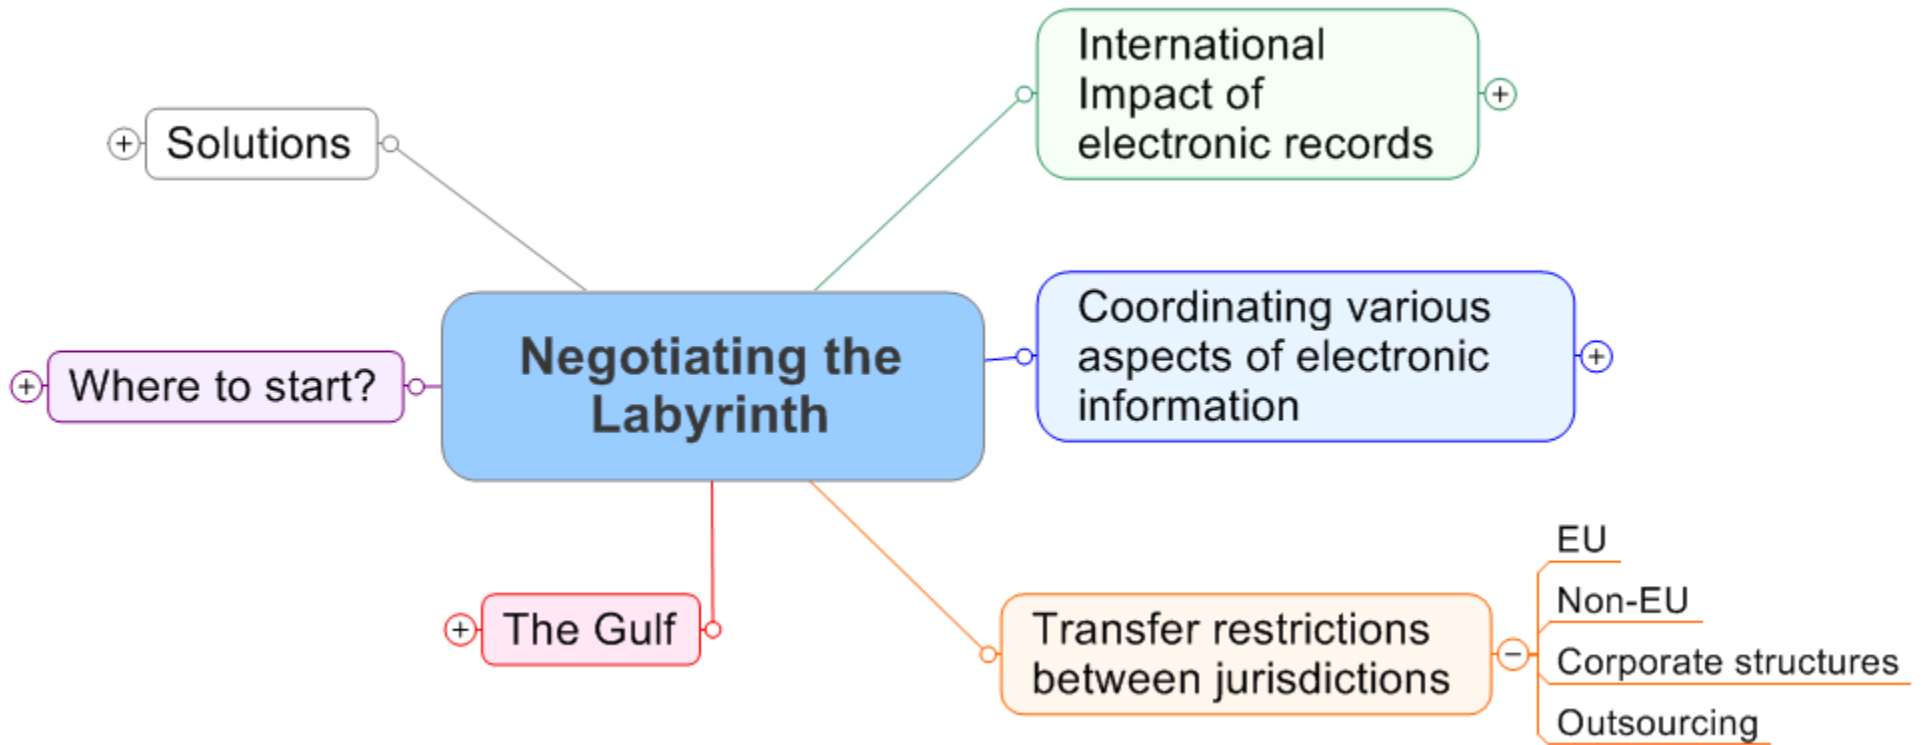 International
Impact of
electronic records
Solutions
Coordinating various
aspects of electronic
information
Negotiating the
Labyrinth
Where to start?
The Gulf
Transfer restrictions
between jurisdictions
EU
Non-EU
Corporate structures
Outsourcing